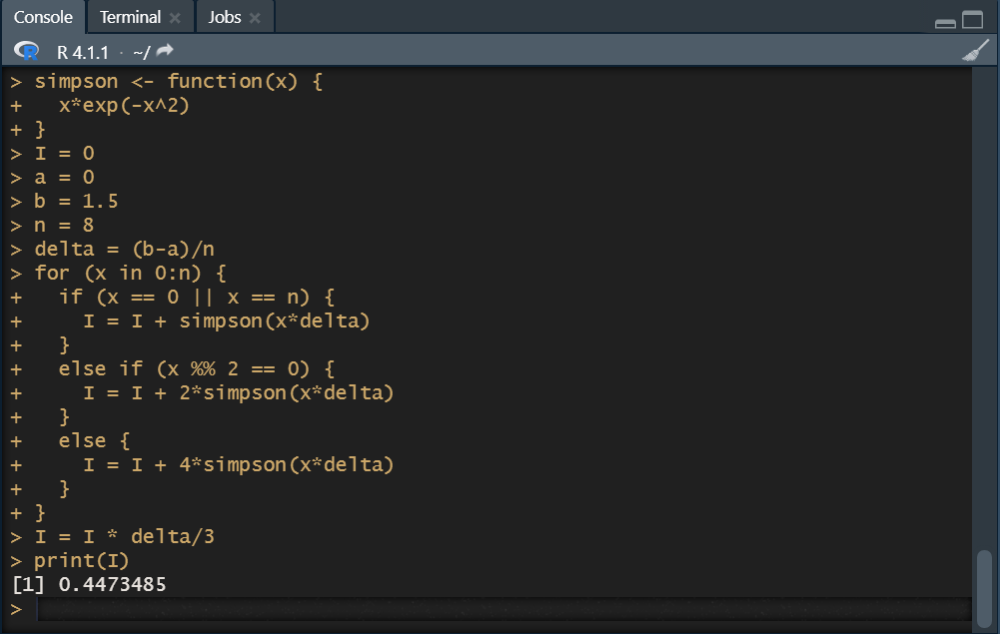 Console Terminal Jobs
R 4.1.1 · ~/
> simpson <- function(x) {
+   x*exp(-x^2)
+ }
> I = 0
> a = 0
> b = 1.5
> n = 8
> delta = (b-a)/n
> for (x in 0:n) {
+   if (x == 0 || x == n) {
+     I = I + simpson(x*delta)
+   }
+   else if (x %% 2 == 0) {
+     I = I + 2*simpson(x*delta)
+   }
+   else {
+     I = I + 4*simpson(x*delta)
+   }
+ }
> I = I * delta/3
> print(I)
[1] 0.4473485
>